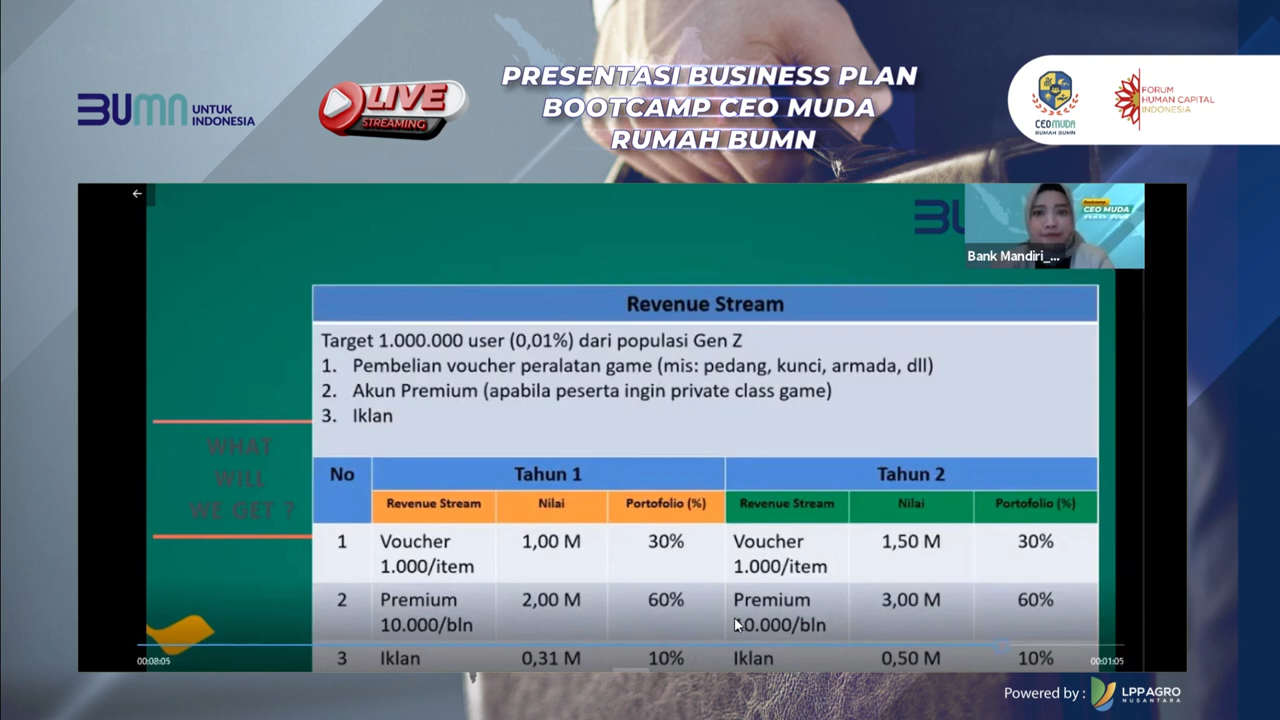 BUMN UNTUK INDONESIA
LIVE STREAMING
PRESENTASI BUSINESS PLAN
BOOTCAMP CEO MUDA
RUMAH BUMN
CEOMUDA
RUMAH BUMN
FORUM
HUMAN CAPITAL
INDONESIA
CEO MUDA
Bank Mandiri_...
Revenue Stream
Target 1.000.000 user (0,01%) dari populasi Gen Z
1. Pembelian voucher peralatan game (mis: pedang, kunci, armada, dll)
2. Akun Premium (apabila peserta ingin private class game)
3. Iklan
WHAT
WILL
WE GET ?
No Tahun 1 Tahun 2
Revenue Stream Nilai Portofolio (%) Revenue Stream Nilai Portofolio (%)
1 Voucher 1,00 M 30% Voucher 1,50 M 30%
1.000/item 1.000/item
2 Premium 2,00 M 60% Premium 3,00 M 60%
10.000/bln 0.000/bln
3 Iklan 0,31 M 10% Iklan 0,50 M 10%
00:08:05 00:01:05
Powered by : LPP AGRO
NUSANTARA